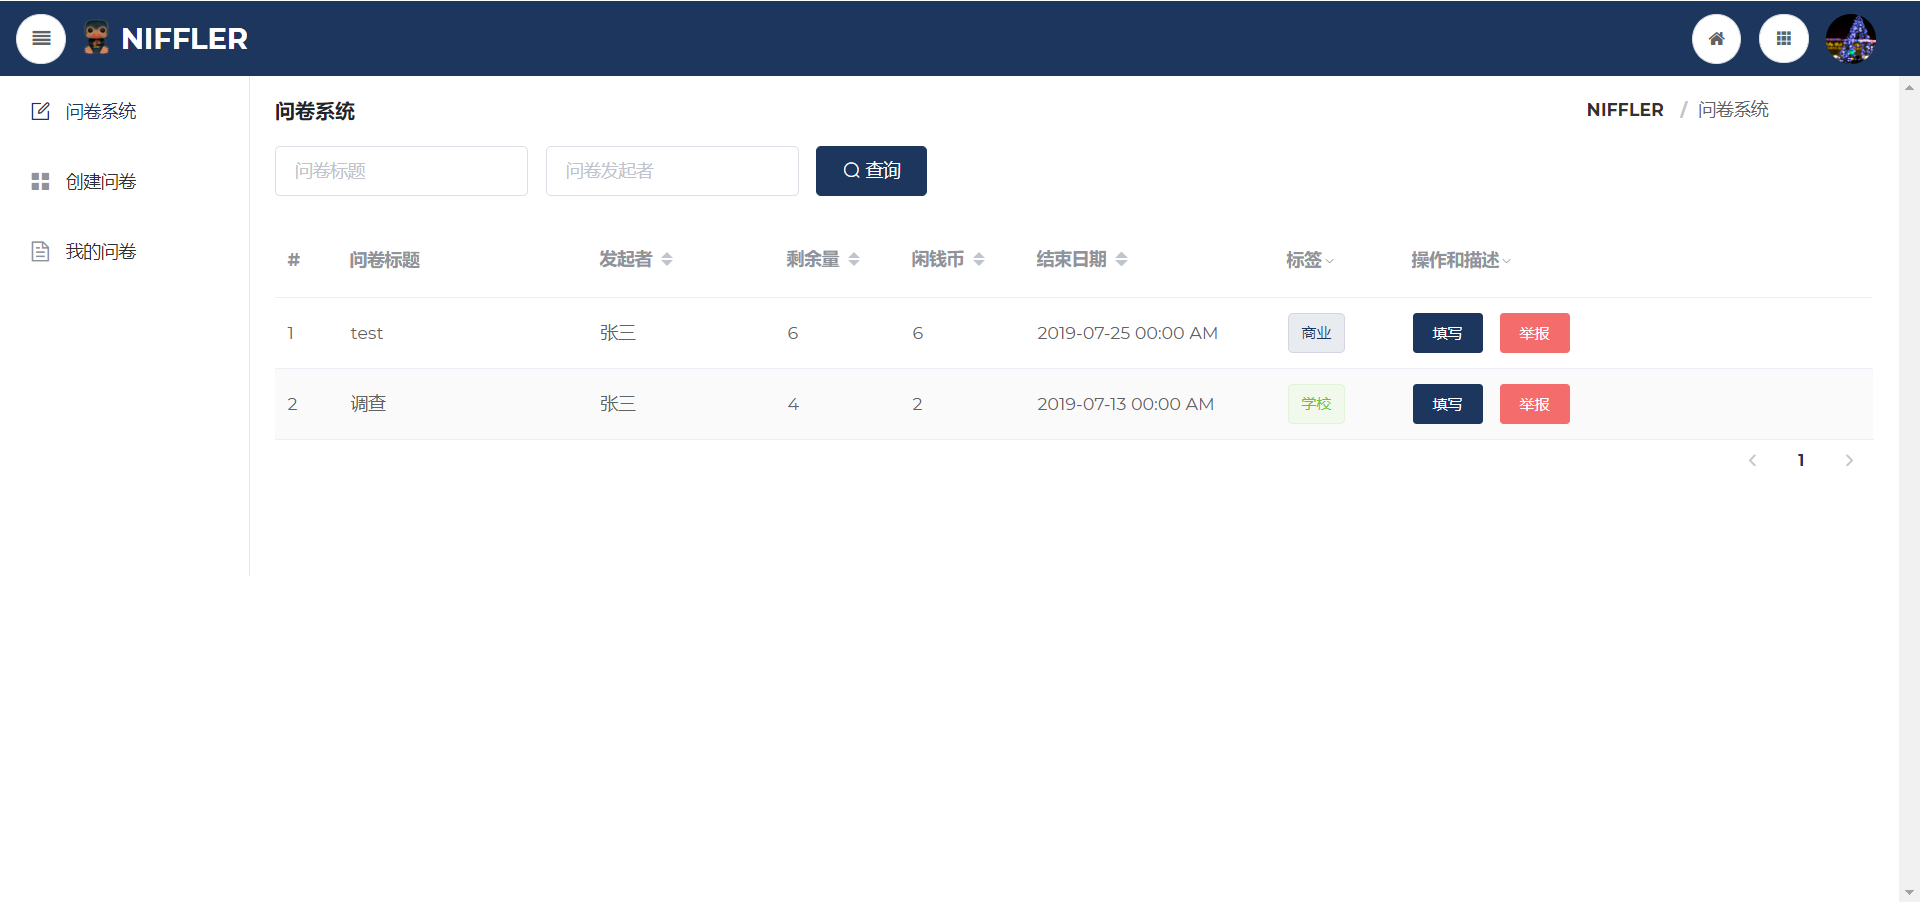 NIFFLER
问卷系统
创建问卷
我的问卷
问卷系统
NIFFLER / 问卷系统
问卷标题 问卷发起者 查询
# 问卷标题 发起者 剩余量 闲钱币 结束日期 标签 操作和描述
1 test 张三 6 6 2019-07-25 00:00 AM 商业 填写 举报
2 调查 张三 4 2 2019-07-13 00:00 AM 学校 填写 举报
1